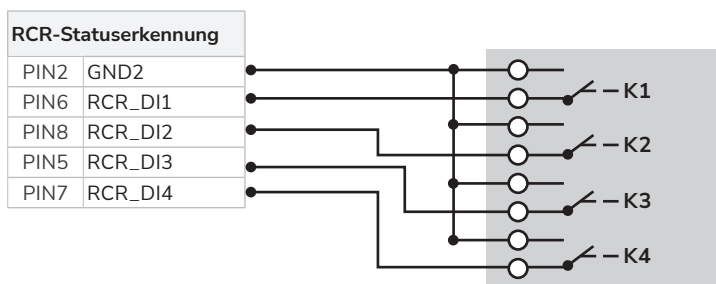 RCR-Statuserkennung
PIN2 GND2
PIN6 RCR_DI1
PIN8 RCR_DI2
PIN5 RCR_DI3
PIN7 RCR_DI4
K1
K2
K3
K4